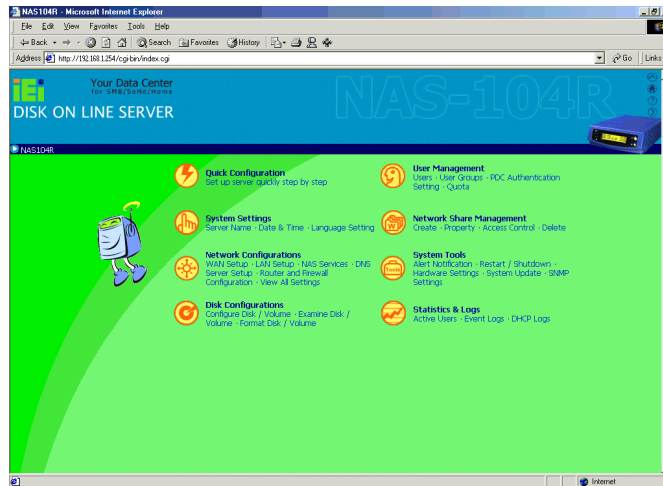 NAS104R - Microsoft Internet Explorer
File Edit View Favorites Tools Help
Back Search Favorites History
Address http://192.168.1.254/cgi-bin/index.cgi Go Links
iEi Your Data Center
for SMB/SoHo/Home
NAS-104R
DISK ON LINE SERVER
NAS104R
Quick Configuration
Set up server quickly step by step
User Management
Users · User Groups · PDC Authentication
Setting · Quota
System Settings
Server Name · Date & Time · Language Setting
Network Share Management
Create · Property · Access Control · Delete
Network Configurations
WAN Setup · LAN Setup · NAS Services · DNS
Server Setup · Router and Firewall
Configuration · View All Settings
Tools
System Tools
Alert Notification · Restart / Shutdown ·
Hardware Settings · System Update · SNMP
Settings
Disk Configurations
Configure Disk / Volume · Examine Disk /
Volume · Format Disk / Volume
Statistics & Logs
Active Users · Event Logs · DHCP Logs
Internet